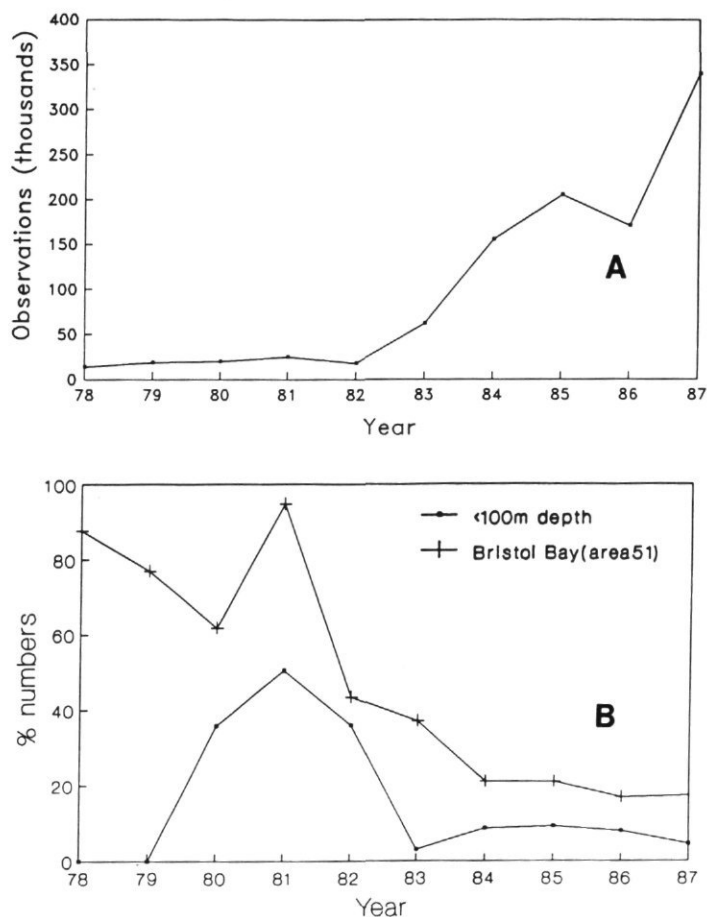 Observations (thousands)
400
350
300
250
200
150
100
50
0
78 79 80 81 82 83 84 85 86 87
Year
A
% numbers
100
80
60
40
20
0
<100m depth
Bristol Bay(area51)
B
78 79 80 81 82 83 84 85 86 87
Year